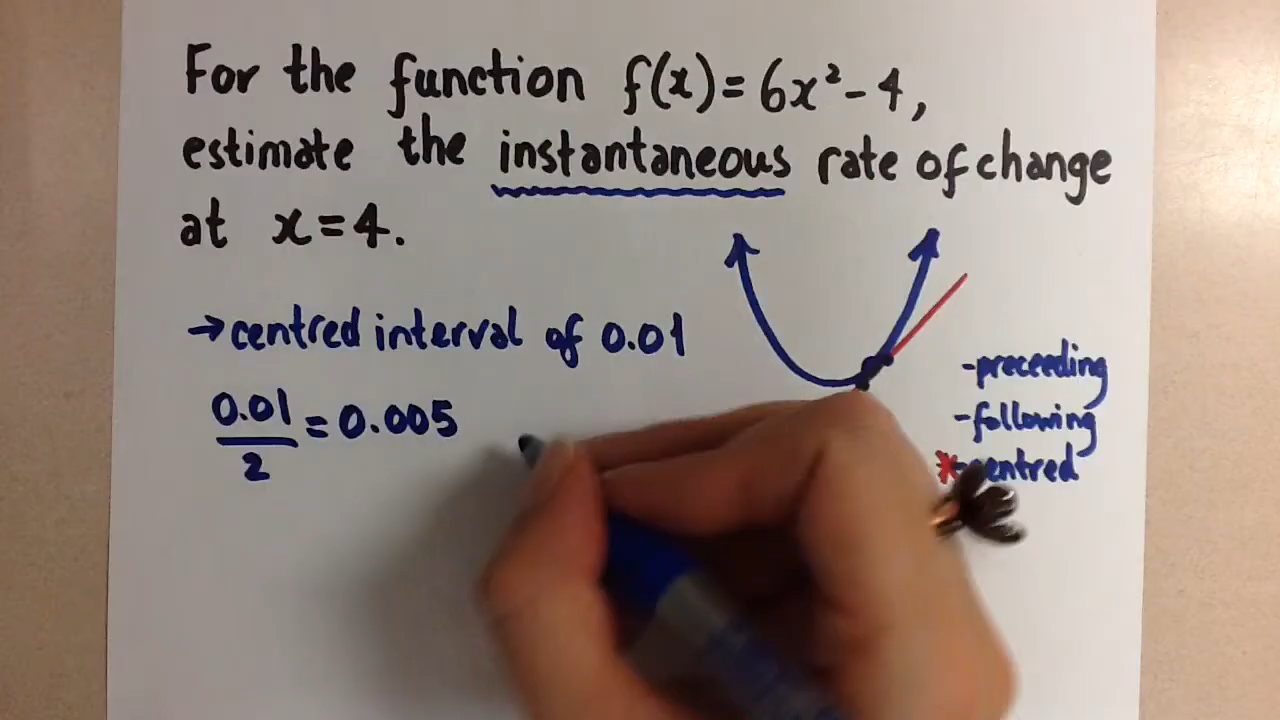 For the function f(x) = 6x² - 4,
estimate the instantaneous rate of change
at x = 4.
→ centred interval of 0.01
0.01/2 = 0.005
- preceeding
- following
*- centred